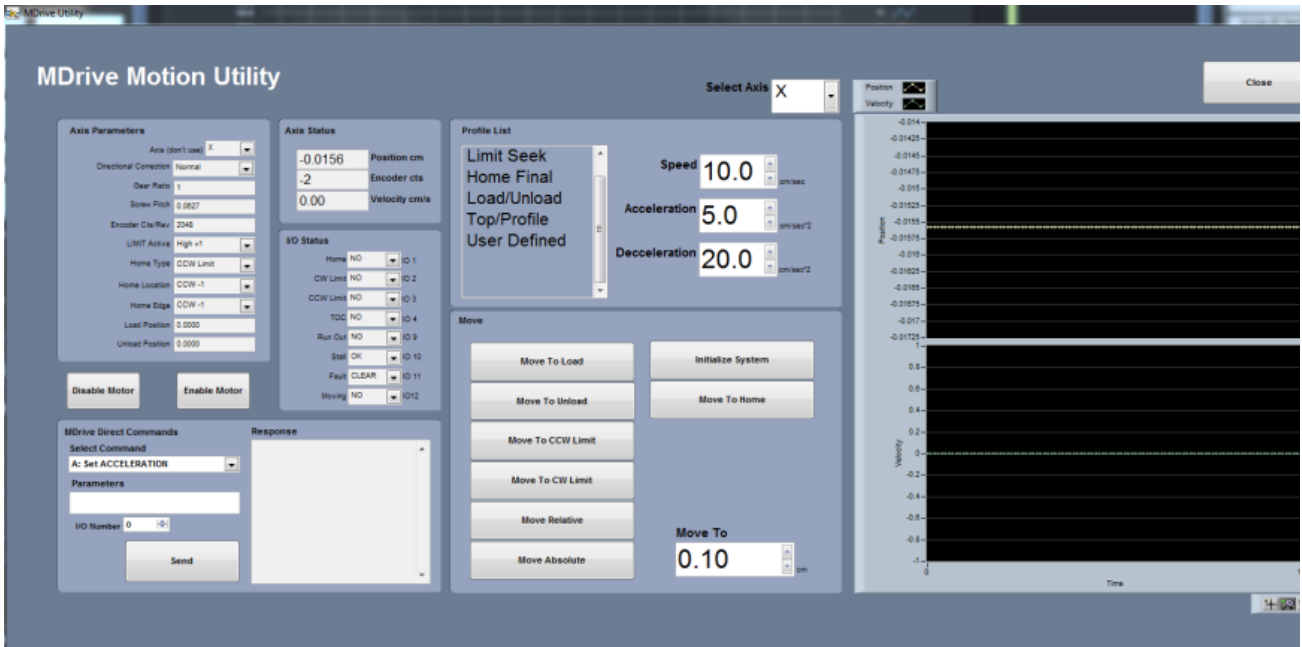 MDrive Utility
MDrive Motion Utility
Select Axis X
Close
Position
Velocity
Axis Parameters
Axis (don't use) X
Directional Correction Normal
Gear Ratio 1
Screw Pitch 0.0627
Encoder Cts/Rev 2048
LIMIT Active High +1
Home Type CCW Limit
Home Location CCW -1
Home Edge CCW -1
Load Position 0.0000
Unload Position 0.0000
Disable Motor
Enable Motor
Axis Status
-0.0156 Position cm
-2 Encoder cts
0.00 Velocity cm/s
I/O Status
Home NO IO 1
CW Limit NO IO 2
CCW Limit NO IO 3
TDC NO IO 4
Run Out NO IO 9
Stall OK IO 10
Fault CLEAR IO 11
Moving NO IO12
Profile List
Limit Seek
Home Final
Load/Unload
Top/Profile
User Defined
Speed 10.0 cm/sec
Acceleration 5.0 cm/sec^2
Decceleration 20.0 cm/sec^2
Move
Move To Load
Move To Unload
Move To CCW Limit
Move To CW Limit
Move Relative
Move Absolute
Initialize System
Move To Home
Move To
0.10 cm
MDrive Direct Commands
Select Command
A: Set ACCELERATION
Parameters
I/O Number 0
Send
Response
-0.014
-0.01425
-0.0145
-0.01475
-0.015
-0.01525
-0.0155
-0.01575
-0.016
-0.01625
-0.0165
-0.01675
-0.017
-0.01725
Position
1
0.8
0.6
0.4
0.2
0
-0.2
-0.4
-0.6
-0.8
-1
Velocity
0
Time